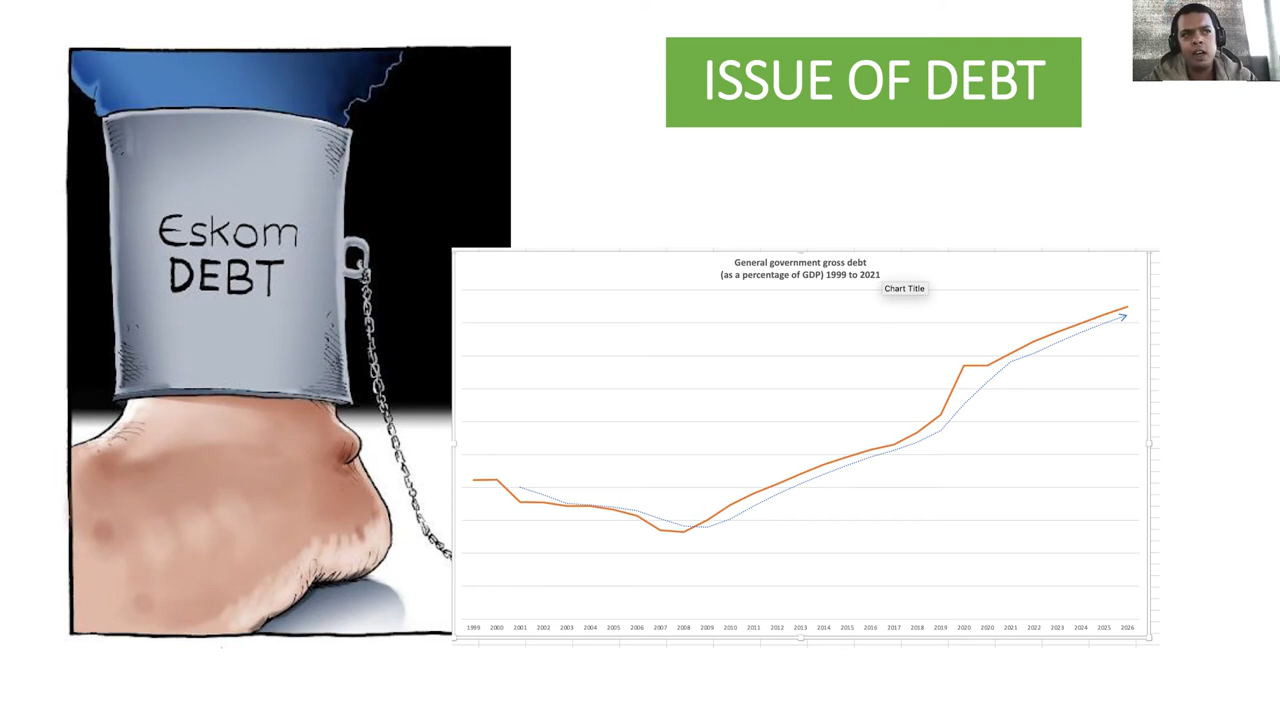 ISSUE OF DEBT
Eskom
DEBT
General government gross debt
(as a percentage of GDP) 1999 to 2021
Chart Title
1999 2000 2001 2002 2003 2004 2005 2006 2007 2008 2009 2010 2011 2012 2013 2014 2015 2016 2017 2018 2019 2020 2020 2021 2022 2023 2024 2025 2026